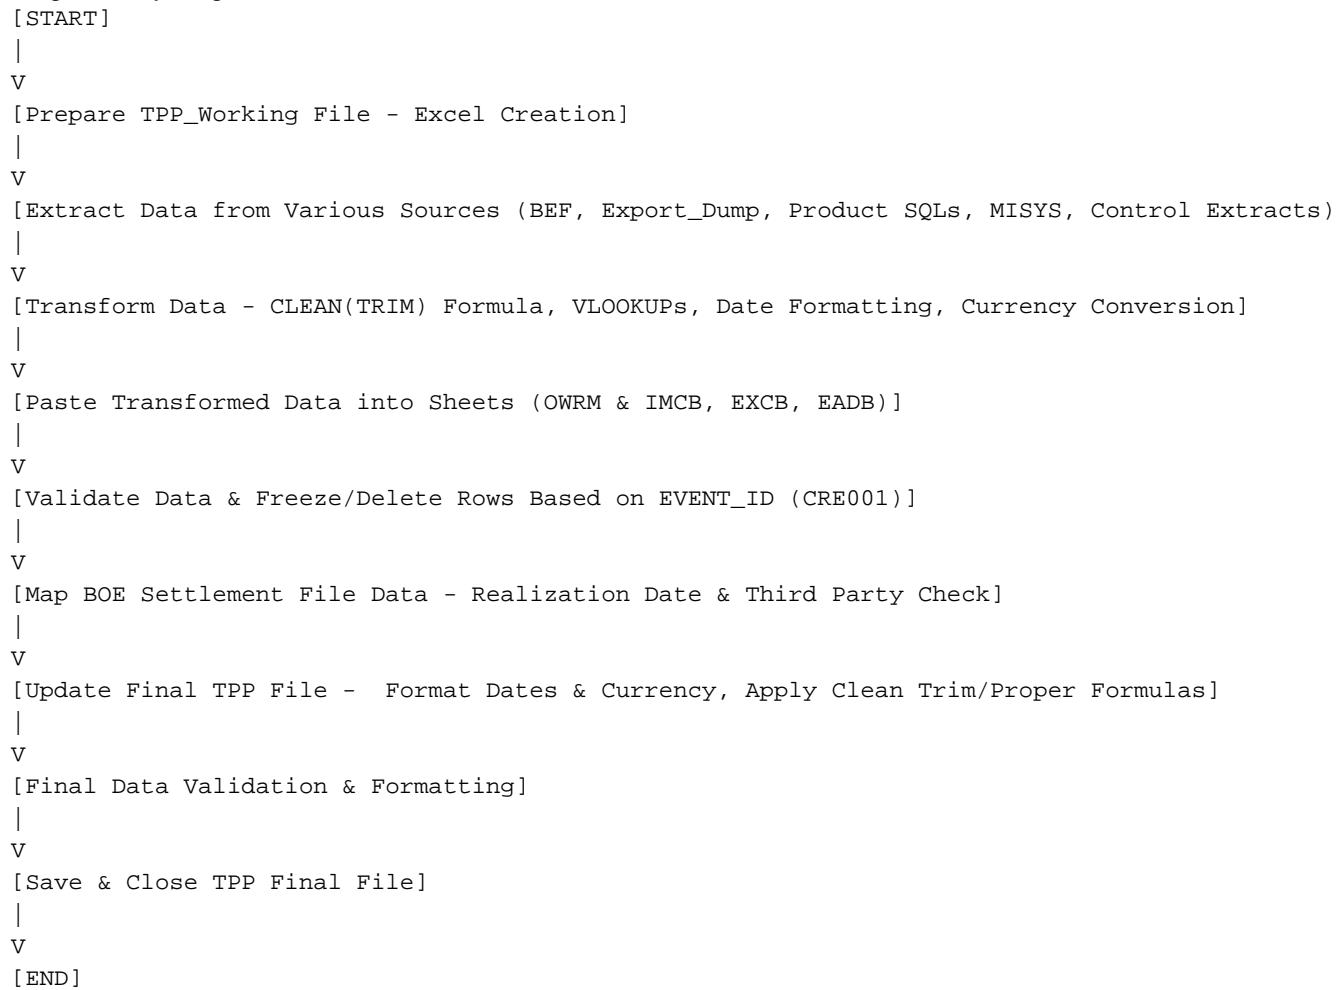 [START]
|
V
[Prepare TPP_Working File - Excel Creation]
|
V
[Extract Data from Various Sources (BEF, Export_Dump, Product SQLs, MISYS, Control Extracts)
|
V
[Transform Data - CLEAN(TRIM) Formula, VLOOKUPs, Date Formatting, Currency Conversion]
|
V
[Paste Transformed Data into Sheets (OWRM & IMCB, EXCB, EADB)]
|
V
[Validate Data & Freeze/Delete Rows Based on EVENT_ID (CRE001)]
|
V
[Map BOE Settlement File Data - Realization Date & Third Party Check]
|
V
[Update Final TPP File -  Format Dates & Currency, Apply Clean Trim/Proper Formulas]
|
V
[Final Data Validation & Formatting]
|
V
[Save & Close TPP Final File]
|
V
[END]